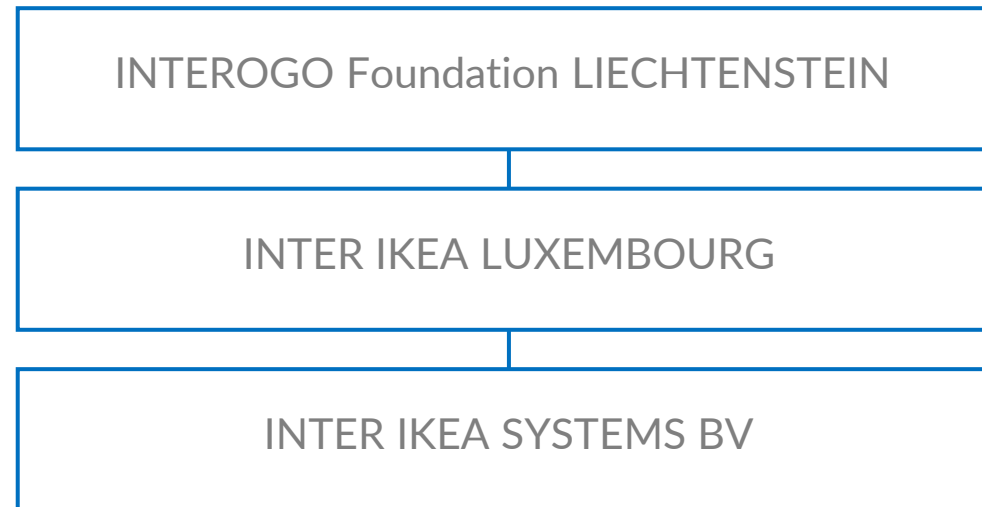 INTEROGO Foundation LIECHTENSTEIN
INTER IKEA LUXEMBOURG
INTER IKEA SYSTEMS BV